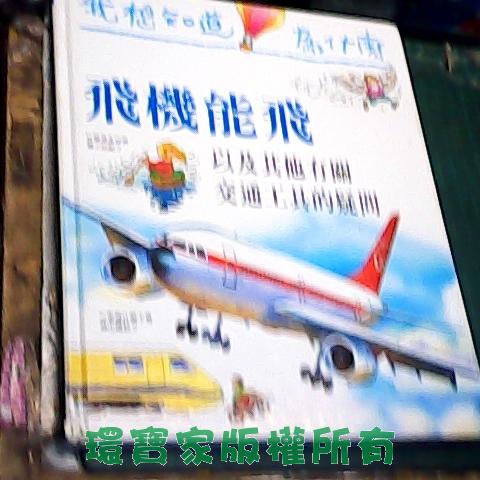 我想知道 為什麼
飛機能飛
以及其他有關
交通工具的疑問
環寶家版權所有